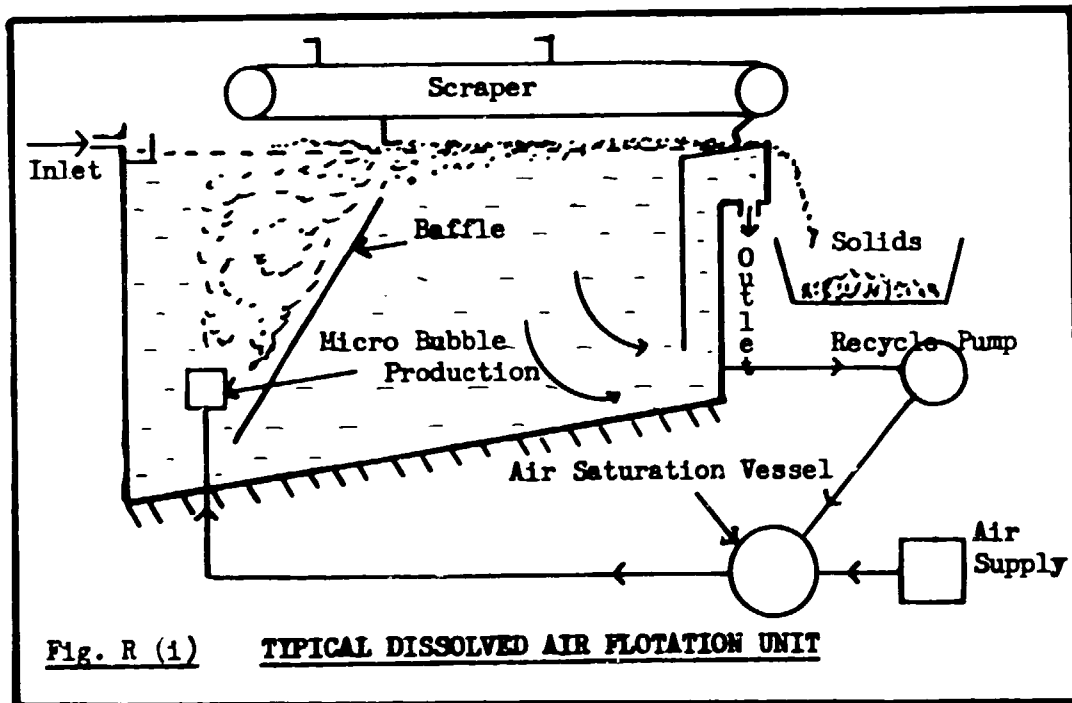 Scraper
Inlet
Baffle
Solids
Outlet
Micro Bubble
Production
Recycle Pump
Air Saturation Vessel
Air
Supply
Fig. R (i) TYPICAL DISSOLVED AIR FLOTATION UNIT